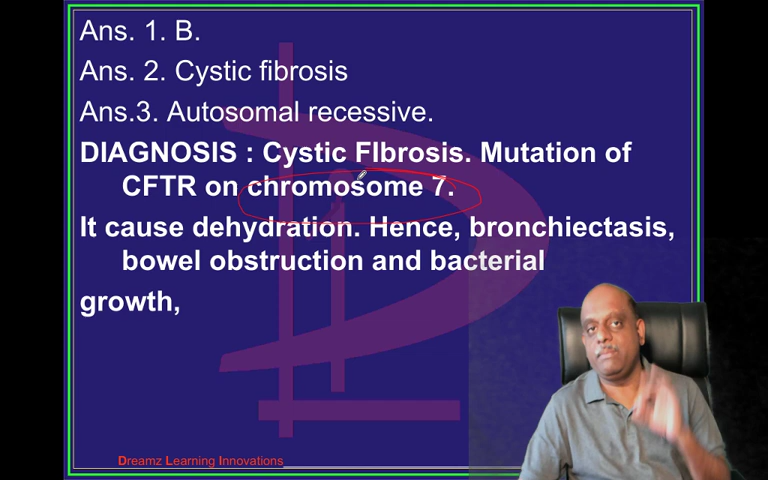 Ans. 1. B.
Ans. 2. Cystic fibrosis
Ans.3. Autosomal recessive.
DIAGNOSIS : Cystic FIbrosis. Mutation of
CFTR on chromosome 7.
It cause dehydration. Hence, bronchiectasis,
bowel obstruction and bacterial
growth,
Dreamz Learning Innovations